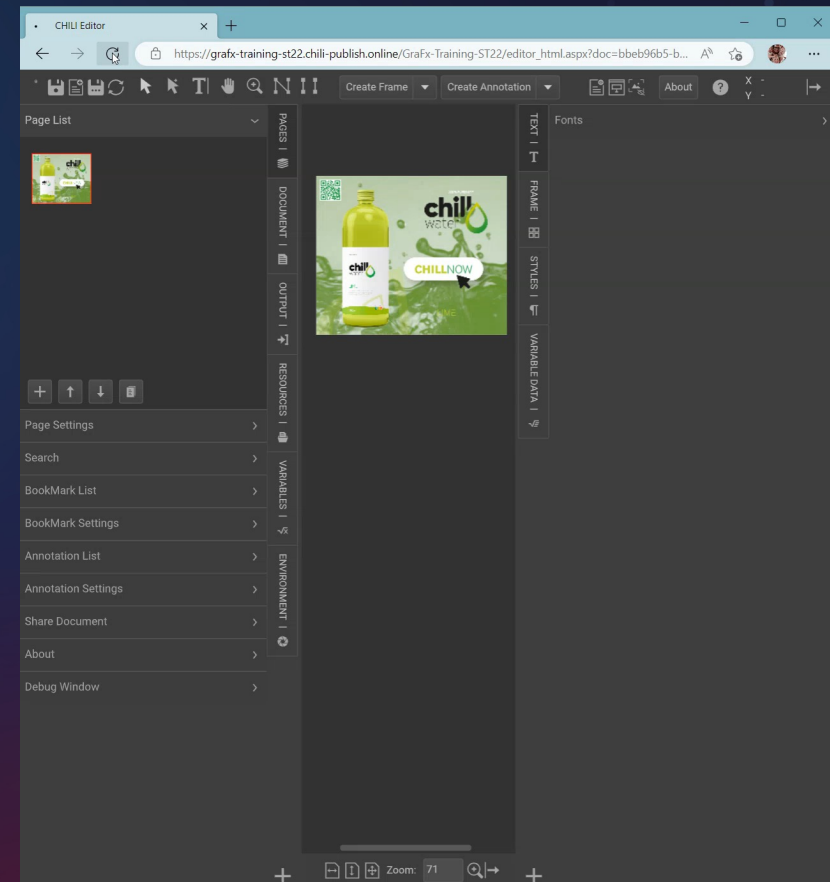 CHILI Editor
https://grafx-training-st22.chili-publish.online/GraFx-Training-ST22/editor_html.aspx?doc=bbeb96b5-b...
Create Frame
Create Annotation
About
X -
Y -
Page List
PAGES
DOCUMENT
OUTPUT
RESOURCES
VARIABLES
ENVIRONMENT
Page Settings
Search
BookMark List
BookMark Settings
Annotation List
Annotation Settings
Share Document
About
Debug Window
chill
water
chill
CHILLNOW
Zoom: 71
TEXT
FRAME
STYLES
VARIABLE DATA
Fonts